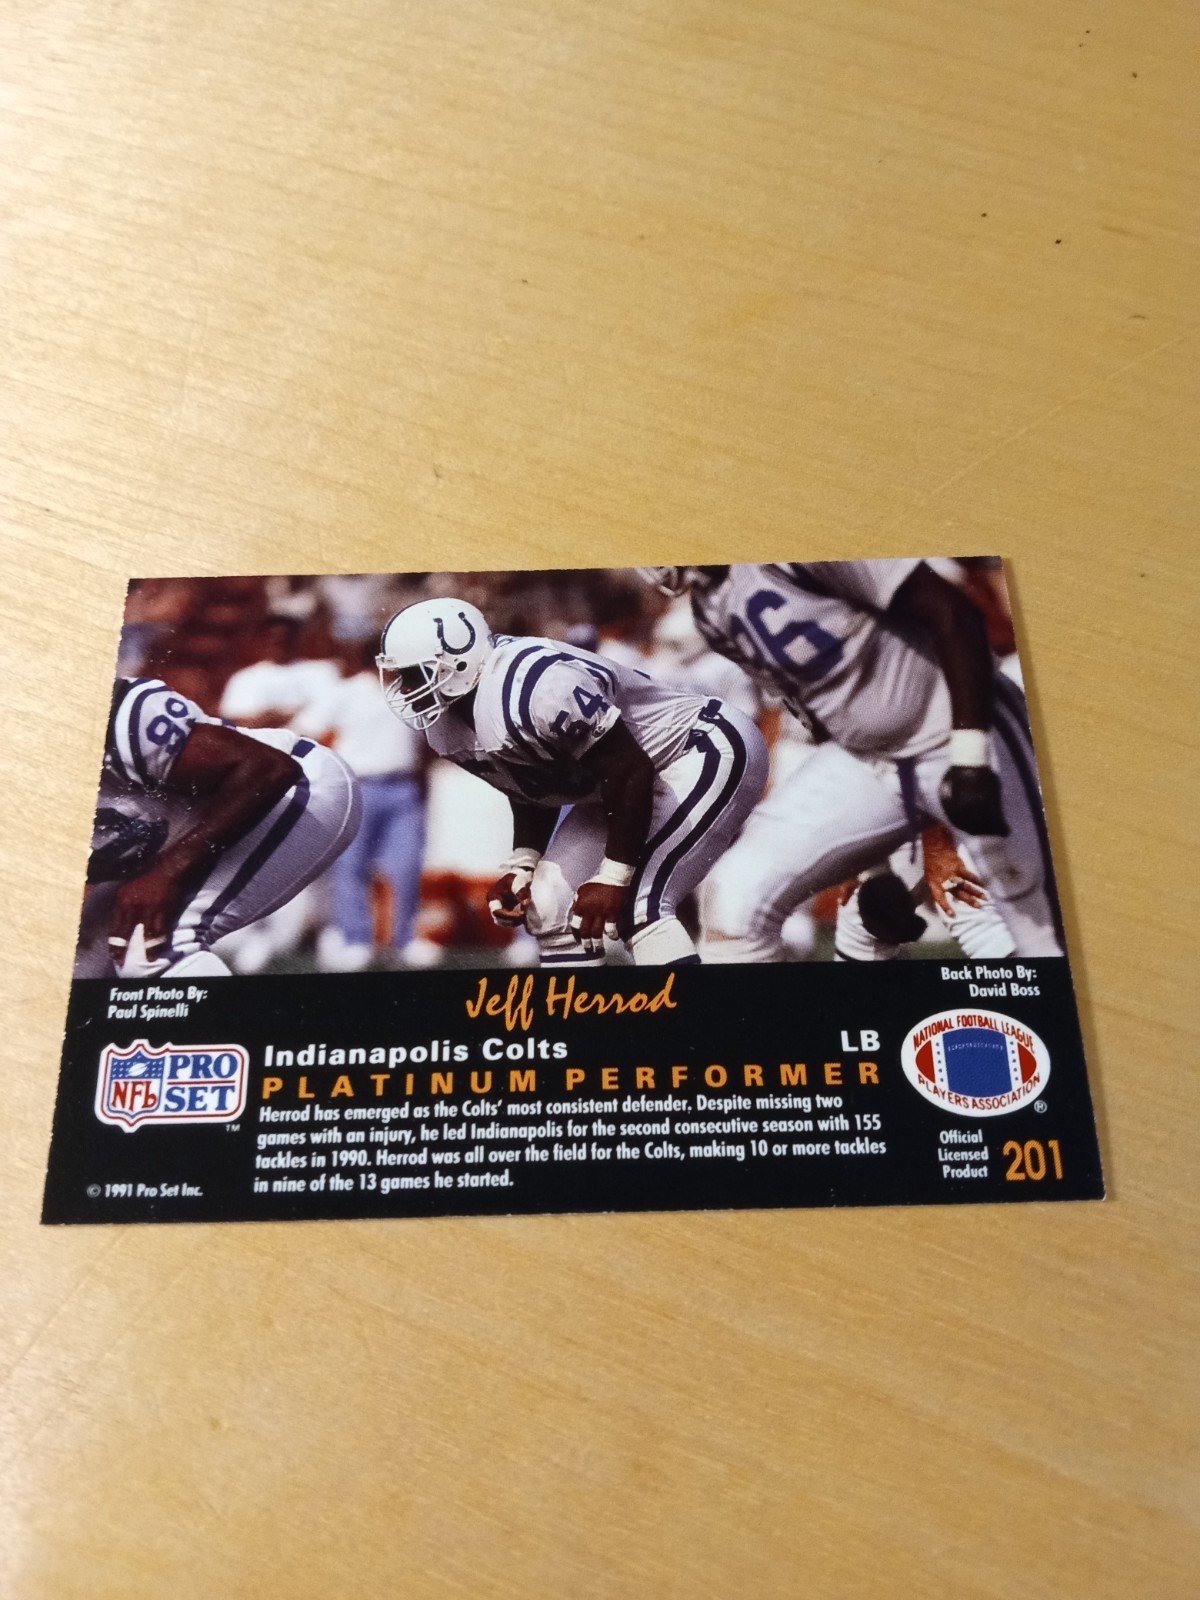 99
54
96
Front Photo By:
Paul Spinelli
Jeff Herrod
Back Photo By:
David Boss
NFL PRO SET ™
Indianapolis Colts LB
PLATINUM PERFORMER
Herrod has emerged as the Colts' most consistent defender. Despite missing two
games with an injury, he led Indianapolis for the second consecutive season with 155
tackles in 1990. Herrod was all over the field for the Colts, making 10 or more tackles
in nine of the 13 games he started.
NATIONAL FOOTBALL LEAGUE
PLAYERS ASSOCIATION ®
© 1991 Pro Set Inc.
Official
Licensed
Product
201